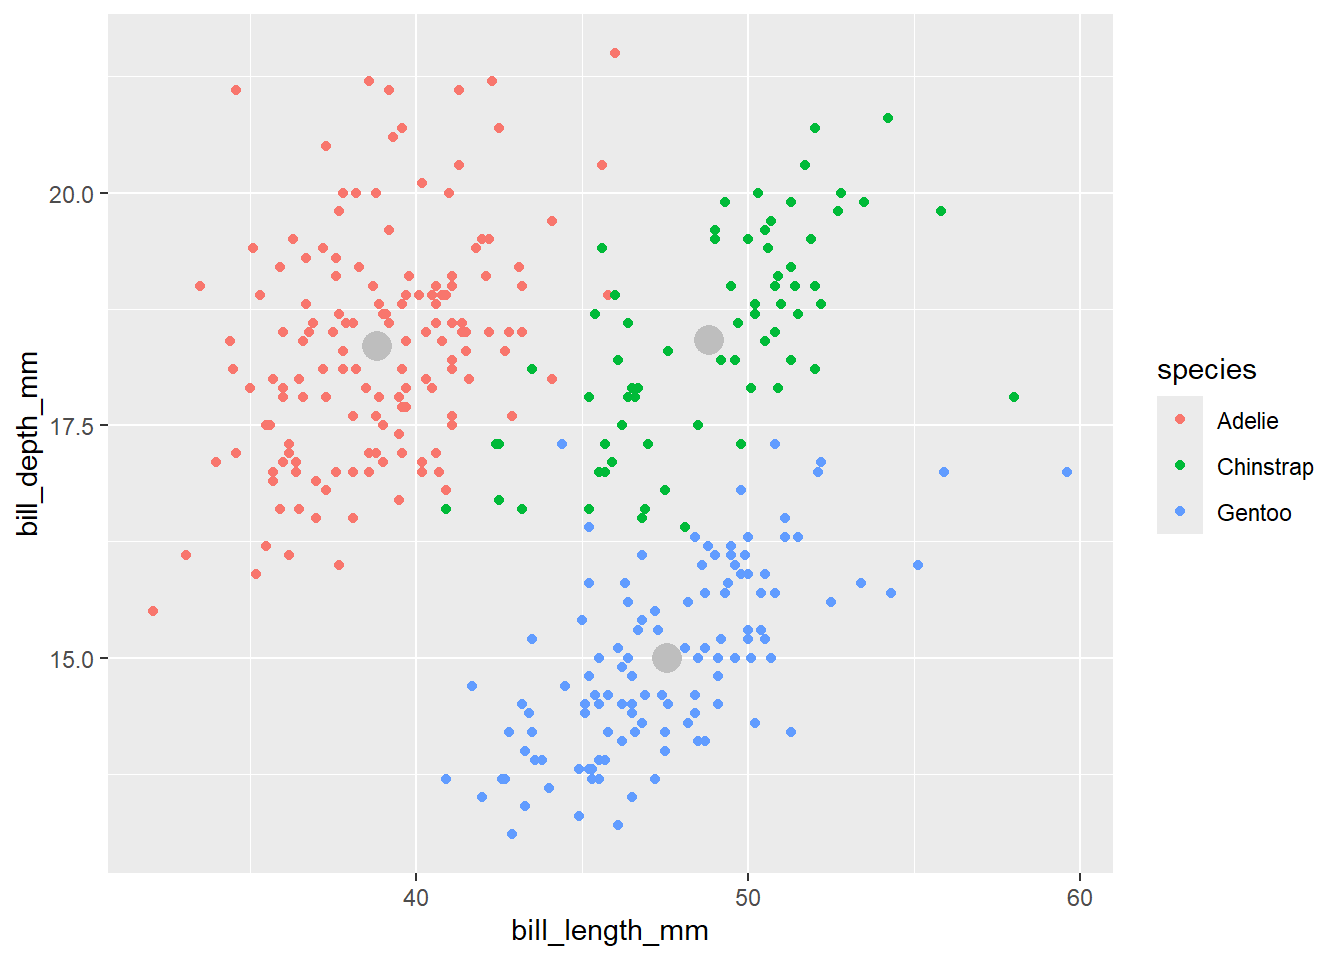 20.0
17.5
15.0
bill_depth_mm
40
50
60
bill_length_mm
species
Adelie
Chinstrap
Gentoo